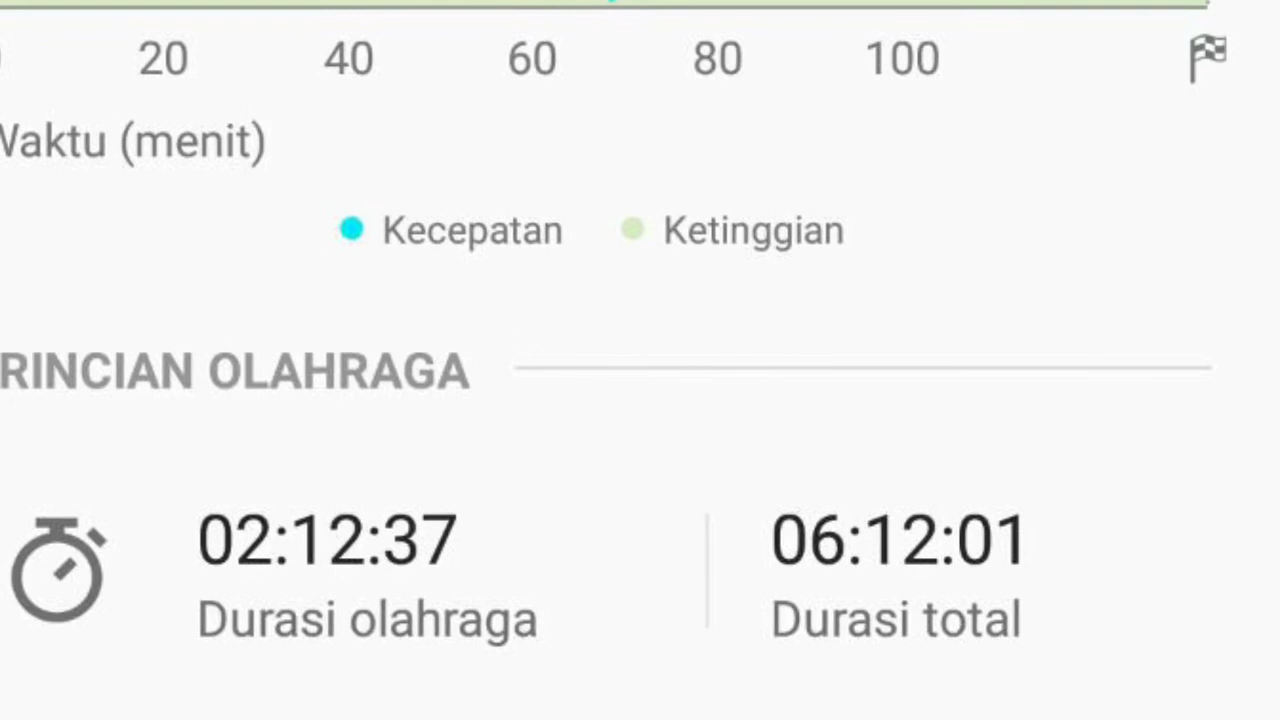 20 40 60 80 100
Waktu (menit)
Kecepatan Ketinggian
RINCIAN OLAHRAGA
02:12:37 06:12:01
Durasi olahraga Durasi total